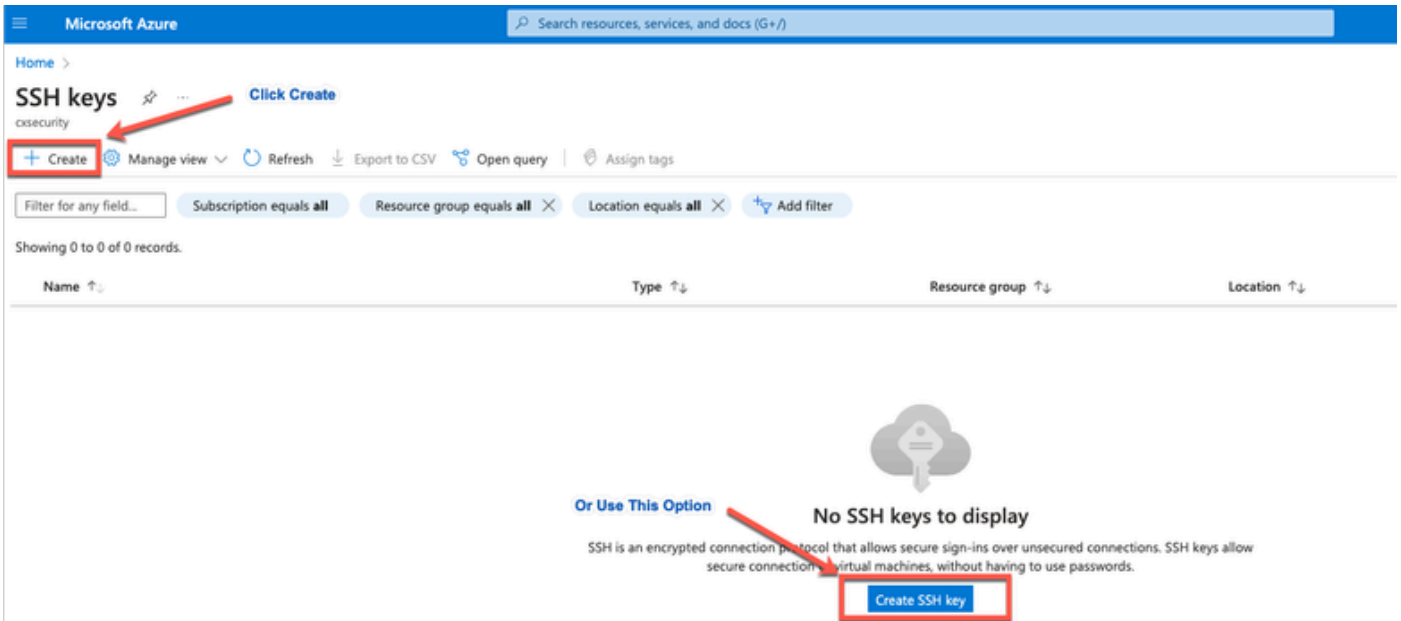 Microsoft Azure
Search resources, services, and docs (G+/)
Home >
SSH keys
Click Create
cxsecurity
+ Create Manage view Refresh Export to CSV Open query Assign tags
Filter for any field... Subscription equals all Resource group equals all Location equals all Add filter
Showing 0 to 0 of 0 records.
Name Type Resource group Location
Or Use This Option
No SSH keys to display
SSH is an encrypted connection protocol that allows secure sign-ins over unsecured connections. SSH keys allow
secure connection virtual machines, without having to use passwords.
Create SSH key